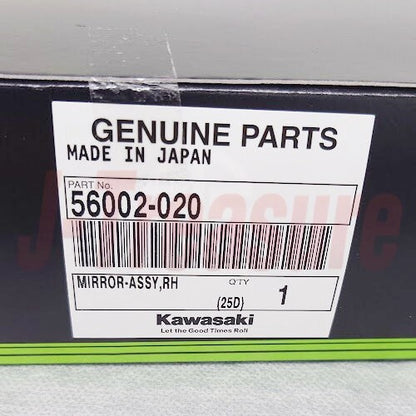 GENUINE PARTS
MADE IN JAPAN
PART No.
56002-020
MIRROR-ASSY,RH
Q'TY
(25D)
1
Kawasaki
Let the Good Times Roll